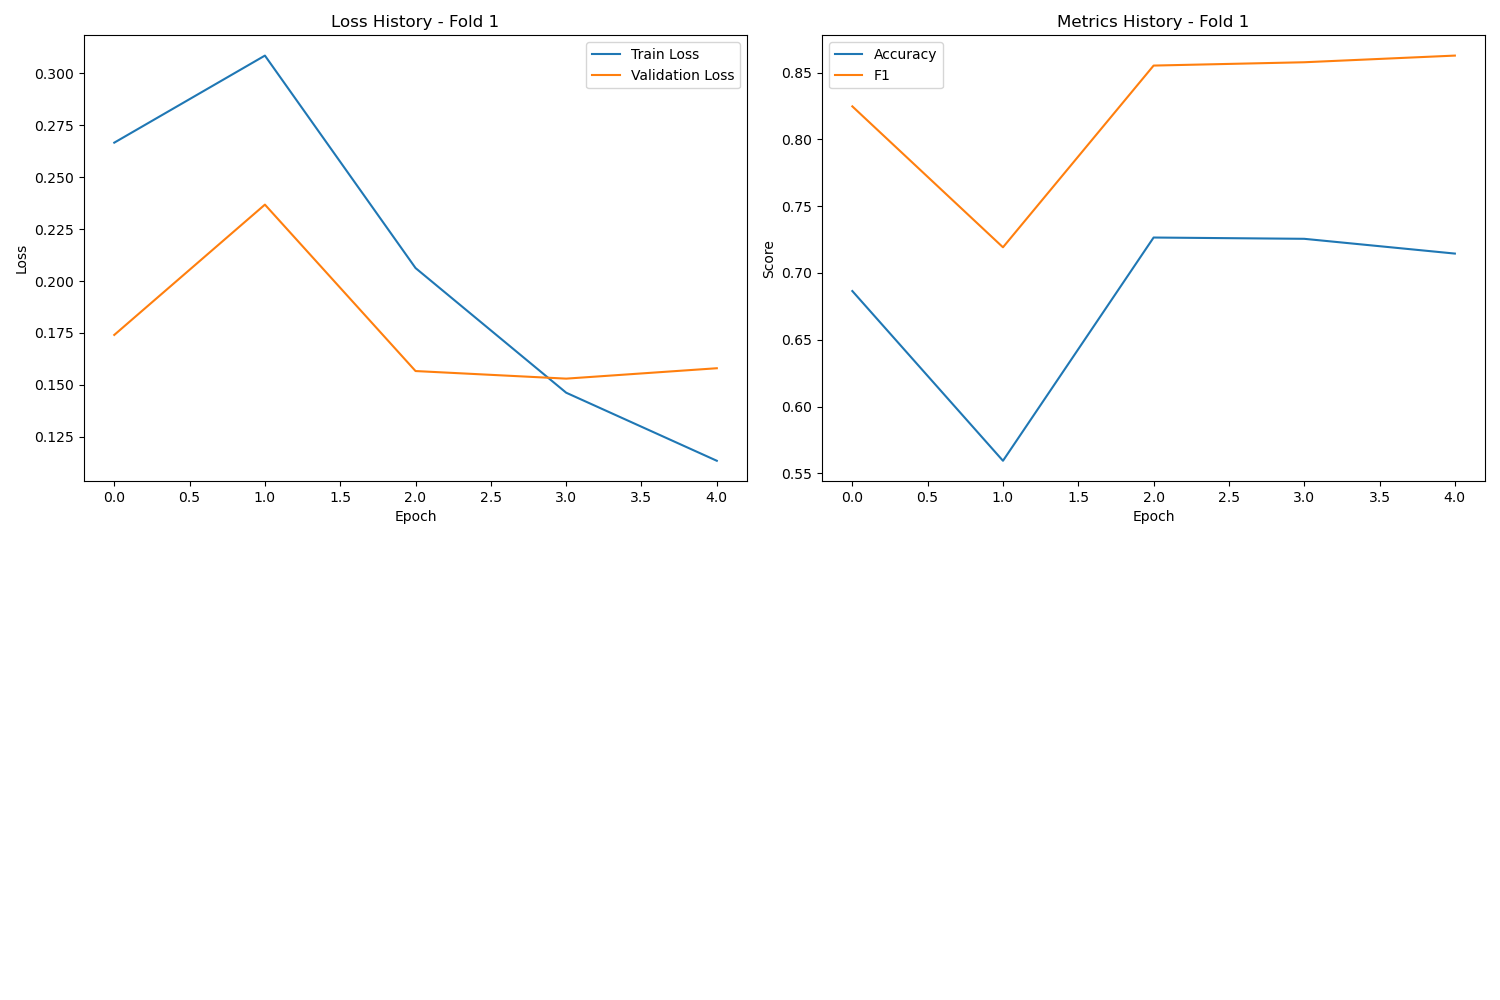 Loss History - Fold 1
Train Loss
Validation Loss
0.300
0.275
0.250
0.225
0.200
0.175
0.150
0.125
Loss
0.0 0.5 1.0 1.5 2.0 2.5 3.0 3.5 4.0
Epoch
Metrics History - Fold 1
Accuracy
F1
0.85
0.80
0.75
0.70
0.65
0.60
0.55
Score
0.0 0.5 1.0 1.5 2.0 2.5 3.0 3.5 4.0
Epoch